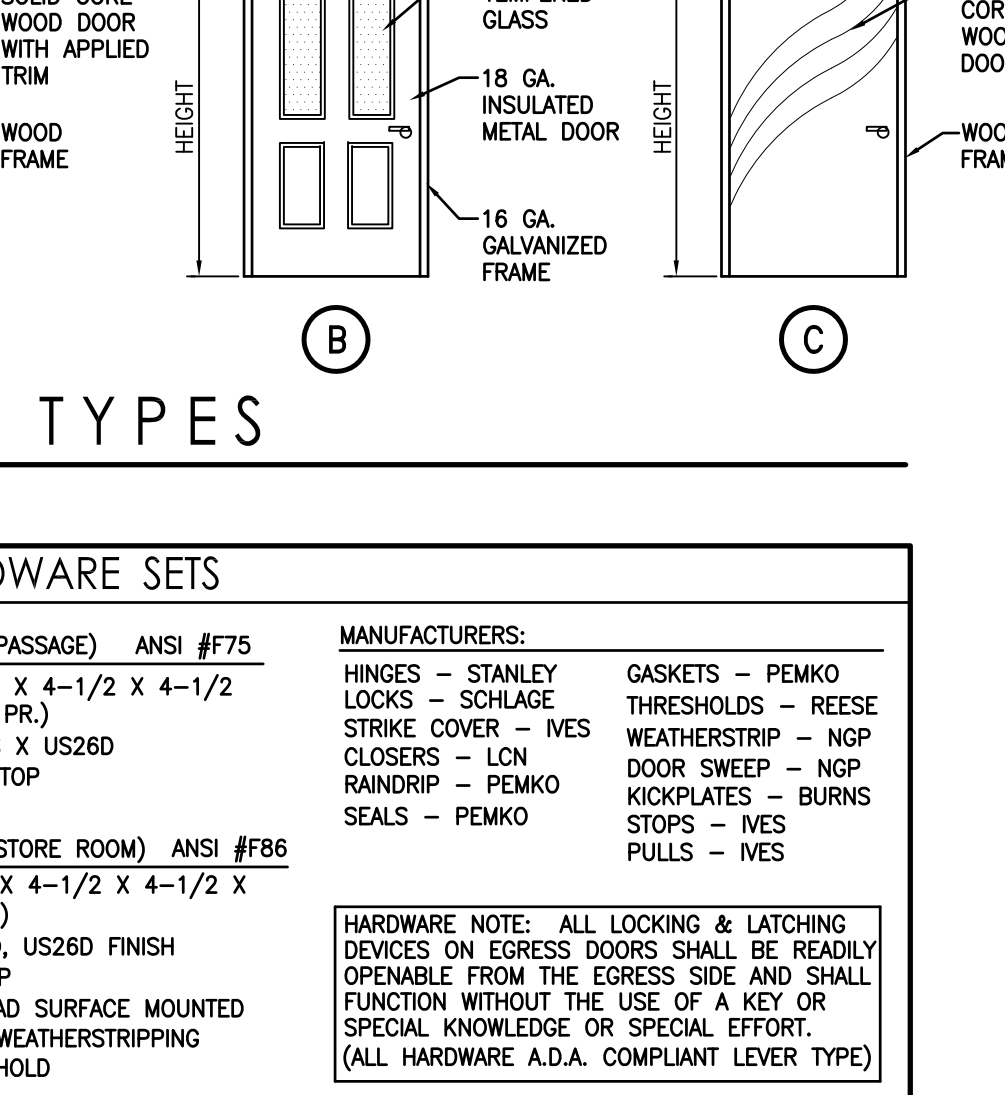 WOOD DOOR
WITH APPLIED
TRIM
WOOD
FRAME
HEIGHT
GLASS
18 GA.
INSULATED
METAL DOOR
16 GA.
GALVANIZED
FRAME
B
HEIGHT
C
TYPES
WARE SETS
PASSAGE) ANSI #F75
X 4-1/2 X 4-1/2
PR.)
X US26D
TOP
STORE ROOM) ANSI #F86
X 4-1/2 X 4-1/2 X
)
, US26D FINISH
P
AD SURFACE MOUNTED
WEATHERSTRIPPING
HOLD
MANUFACTURERS:
HINGES - STANLEY
LOCKS - SCHLAGE
STRIKE COVER - IVES
CLOSERS - LCN
RAINDRIP - PEMKO
SEALS - PEMKO
GASKETS - PEMKO
THRESHOLDS - REESE
WEATHERSTRIP - NGP
DOOR SWEEP - NGP
KICKPLATES - BURNS
STOPS - IVES
PULLS - IVES
HARDWARE NOTE: ALL LOCKING & LATCHING
DEVICES ON EGRESS DOORS SHALL BE READILY
OPENABLE FROM THE EGRESS SIDE AND SHALL
FUNCTION WITHOUT THE USE OF A KEY OR
SPECIAL KNOWLEDGE OR SPECIAL EFFORT.
(ALL HARDWARE A.D.A. COMPLIANT LEVER TYPE)